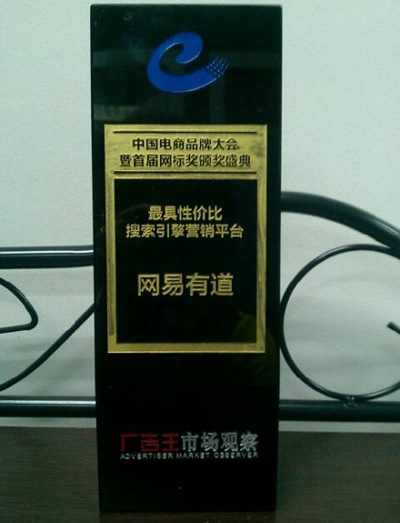 中国电商品牌大会
暨首届网标奖颁奖盛典
最具性价比
搜索引擎营销平台
网易有道
广告主市场观察
ADVERTISER MARKET OBSERVER